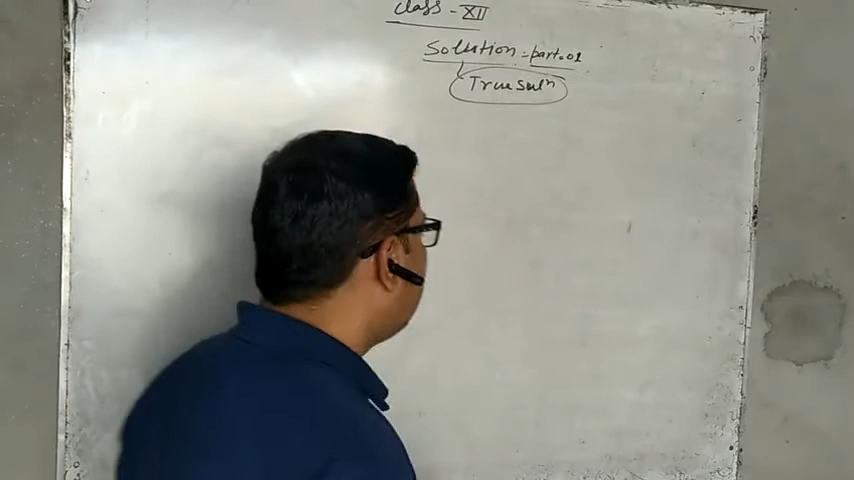 Class - XII
Solution - part-01
True Soln